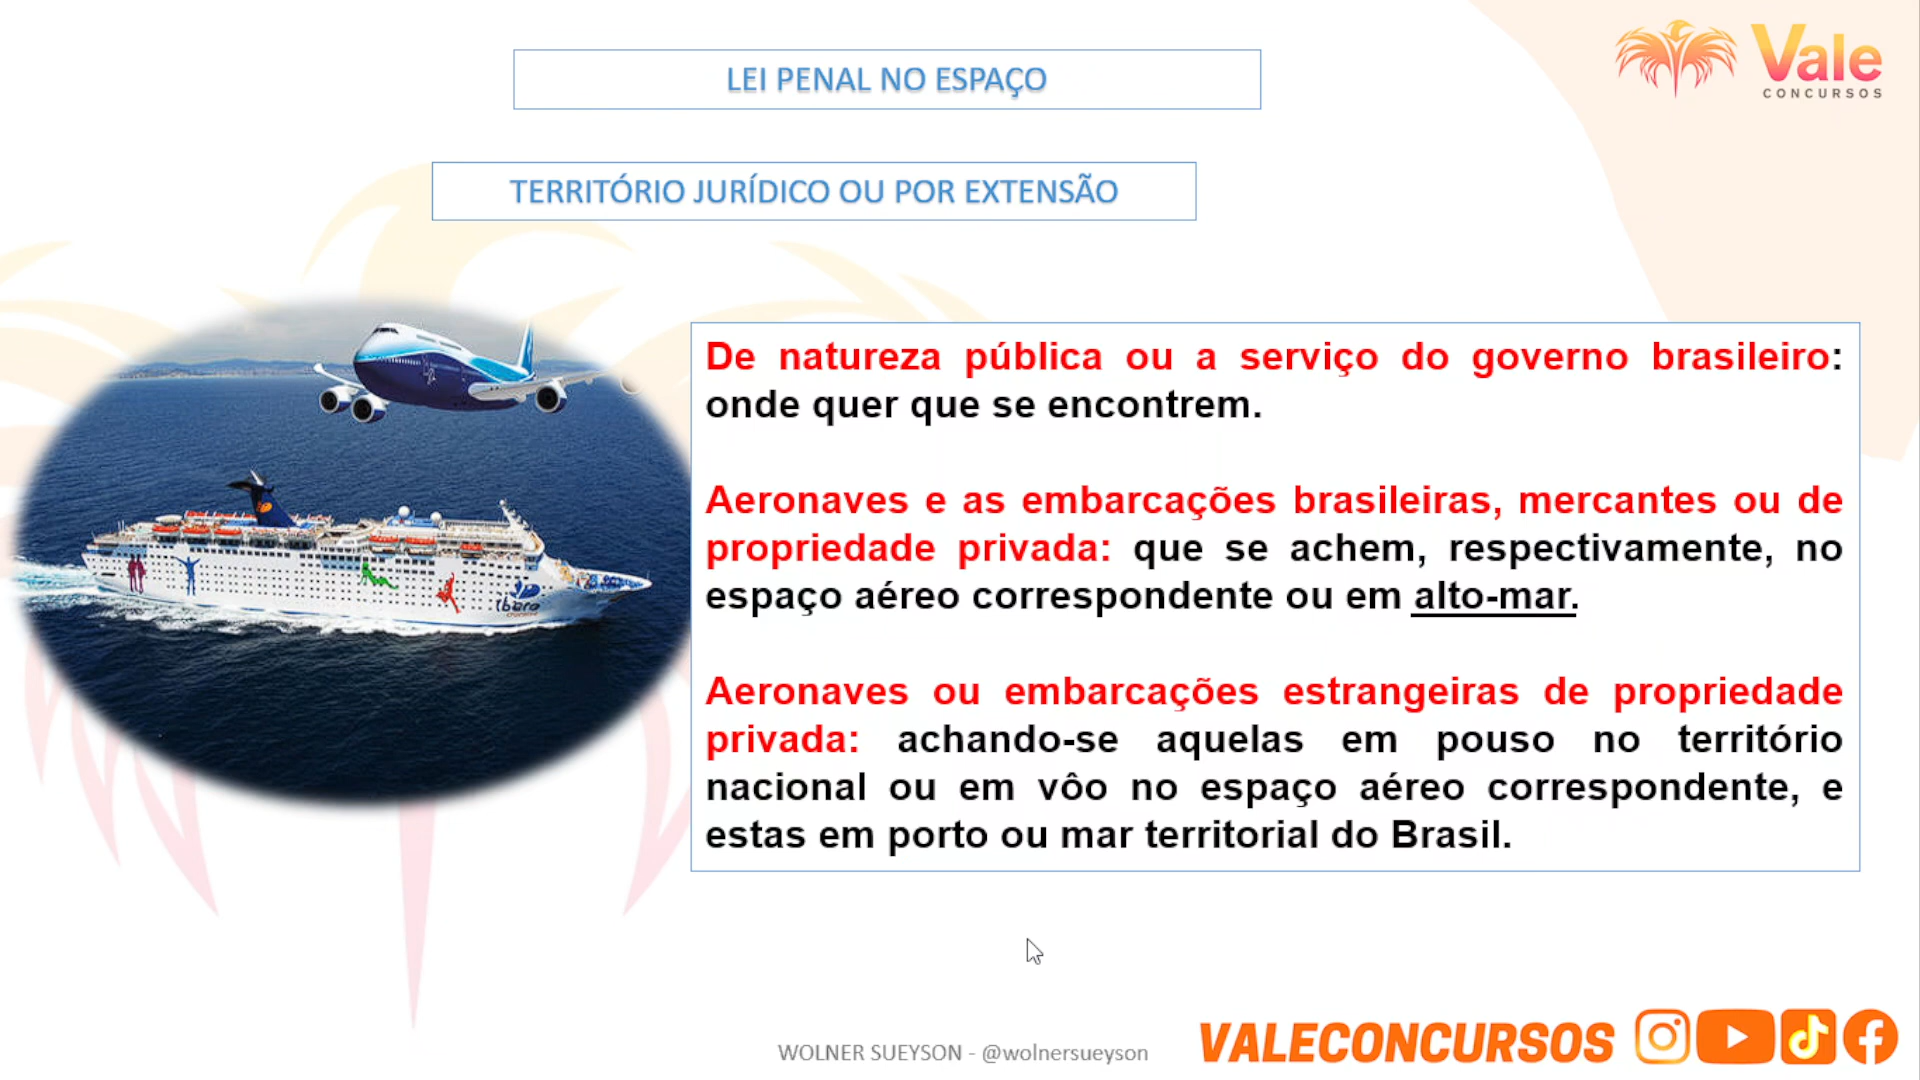 Vale
CONCURSOS
LEI PENAL NO ESPAÇO
TERRITÓRIO JURÍDICO OU POR EXTENSÃO
De natureza pública ou a serviço do governo brasileiro:
onde quer que se encontrem.
Aeronaves e as embarcações brasileiras, mercantes ou de
propriedade privada: que se achem, respectivamente, no
espaço aéreo correspondente ou em alto-mar.
Aeronaves ou embarcações estrangeiras de propriedade
privada: achando-se aquelas em pouso no território
nacional ou em vôo no espaço aéreo correspondente, e
estas em porto ou mar territorial do Brasil.
ibero
WOLNER SUEYSON - @wolnersueyson
VALECONCURSOS